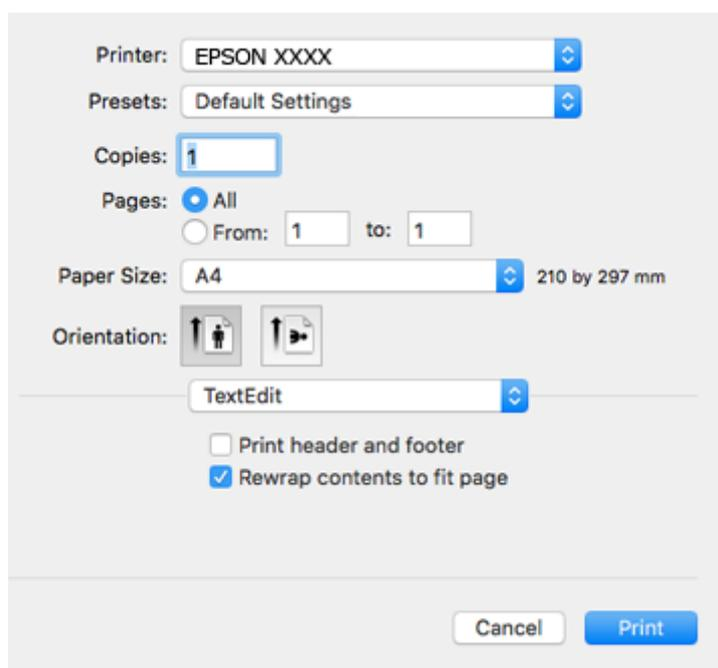 Printer: EPSON XXXX
Presets: Default Settings
Copies: 1
Pages: All
From: 1 to: 1
Paper Size: A4 210 by 297 mm
Orientation:
TextEdit
Print header and footer
Rewrap contents to fit page
Cancel Print